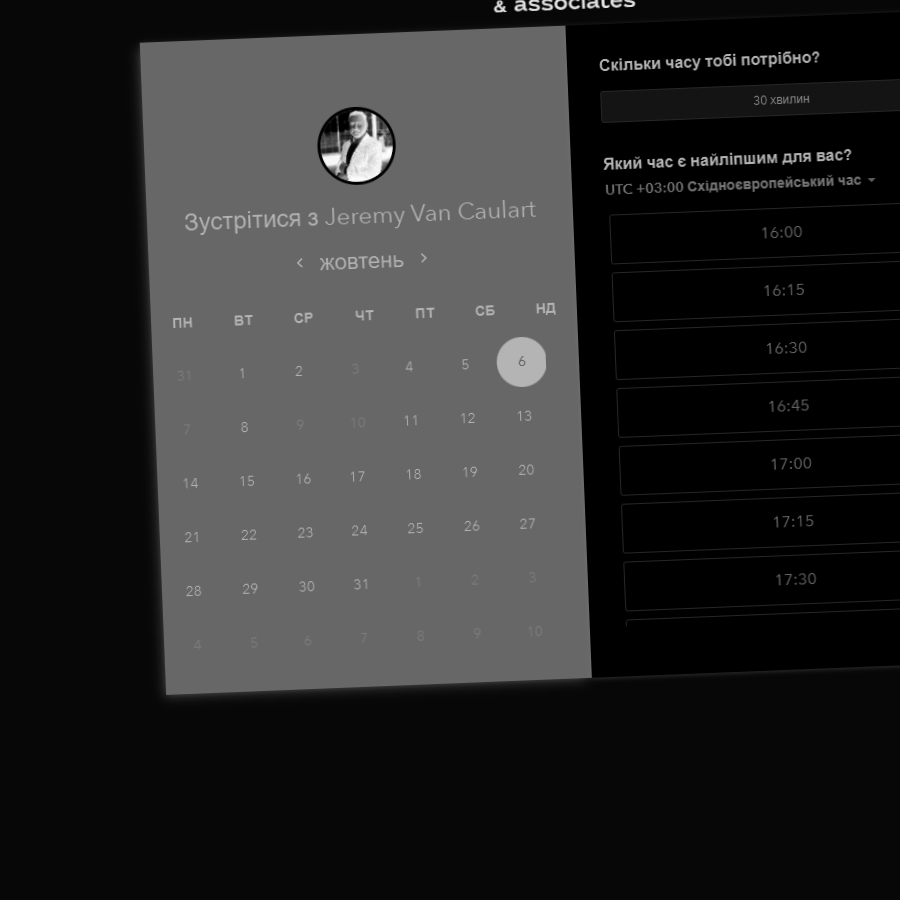 & associates
Зустрітися з Jeremy Van Caulart
жовтень
ПН ВТ СР ЧТ ПТ СБ НД
31 1 2 3 4 5 6
7 8 9 10 11 12 13
14 15 16 17 18 19 20
21 22 23 24 25 26 27
28 29 30 31 1 2 3
4 5 6 7 8 9 10
Скільки часу тобі потрібно?
30 хвилин
Який час є найліпшим для вас?
UTC +03:00 Східноєвропейський час
16:00
16:15
16:30
16:45
17:00
17:15
17:30